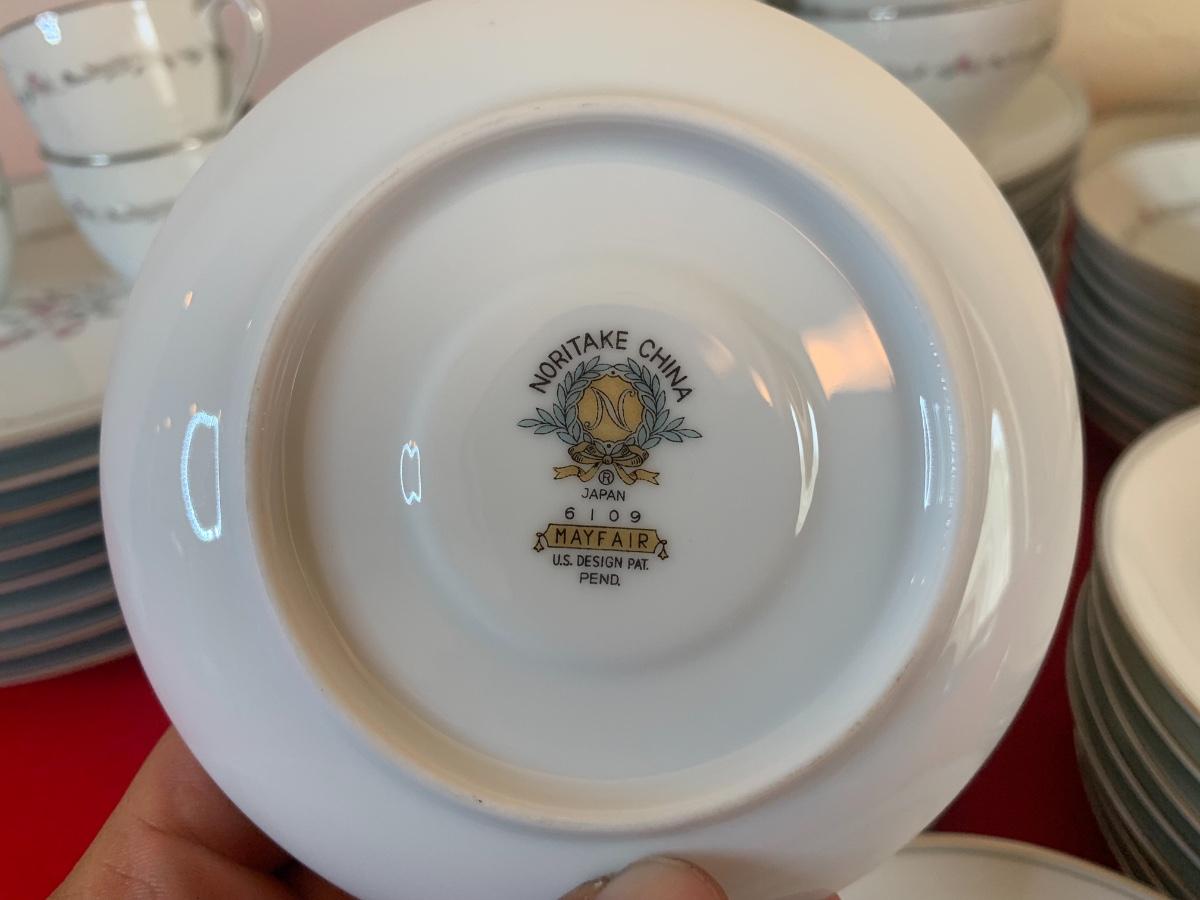 NORITAKE CHINA
N
®
JAPAN
6109
MAYFAIR
U.S. DESIGN PAT.
PEND.